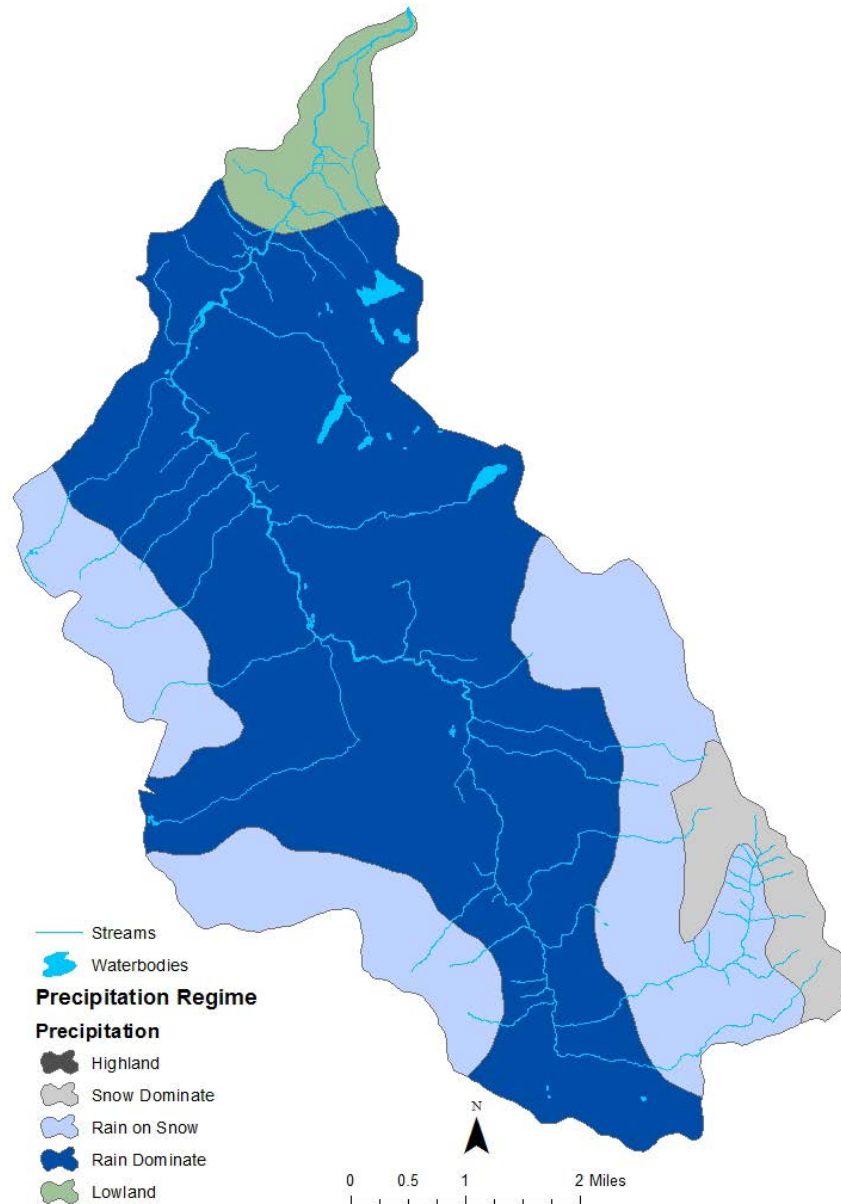 Streams
Waterbodies
Precipitation Regime
Precipitation
Highland
Snow Dominate
Rain on Snow
Rain Dominate
Lowland
N
0 0.5 1 2 Miles